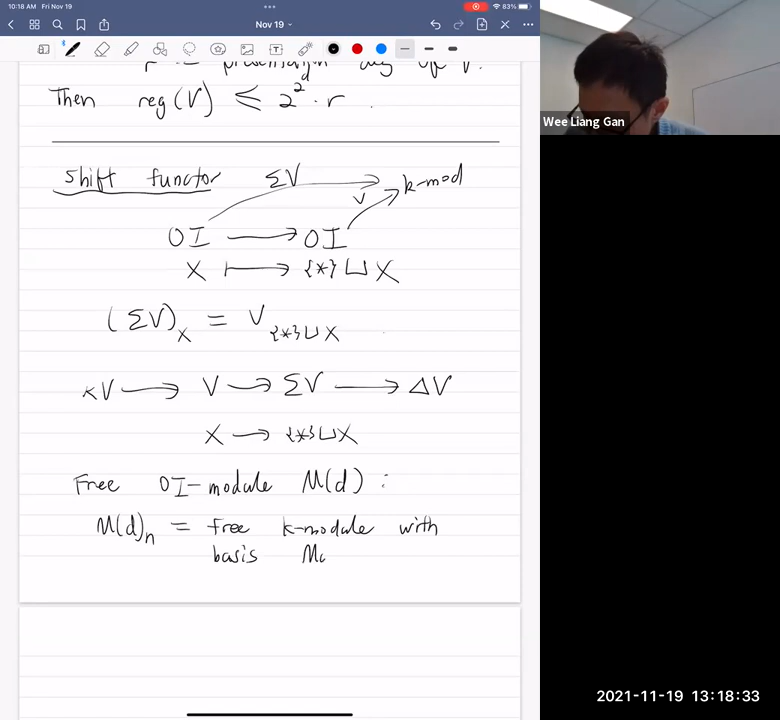 10:18 AM Fri Nov 19
83%
Nov 19
Then reg(V) ≤ 2^{2^d} · r .
Shift functor ΣV
V k-mod
OI ⟶ OI
X ⟼ {*} ⊔ X
(ΣV)_X = V_{{*} ⊔ X}
κV ⟶ V ⟶ ΣV ⟶ ΔV
X ⟶ {*} ⊔ X
Free OI-module M(d) :
M(d)_n = free k-module with
basis Mo
Wee Liang Gan
2021-11-19 13:18:33